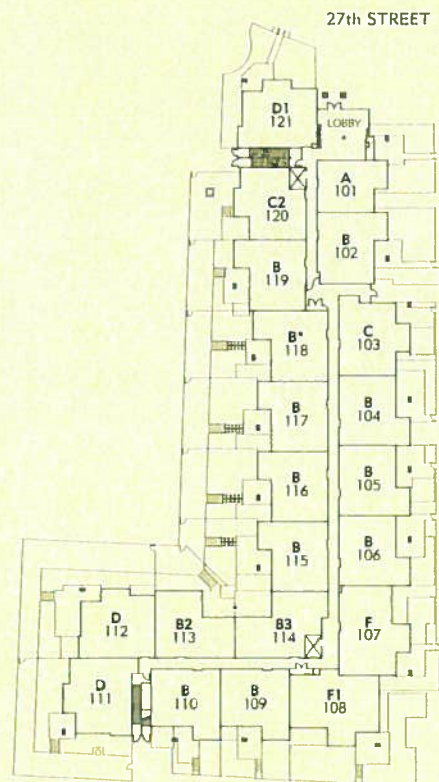 27th STREET
D1
121
LOBBY
A
101
C2
120
B
102
B
119
B*
118
C
103
B
117
B
104
B
116
B
105
B
115
B
106
D
112
B2
113
B3
114
F
107
D
111
B
110
B
109
F1
108